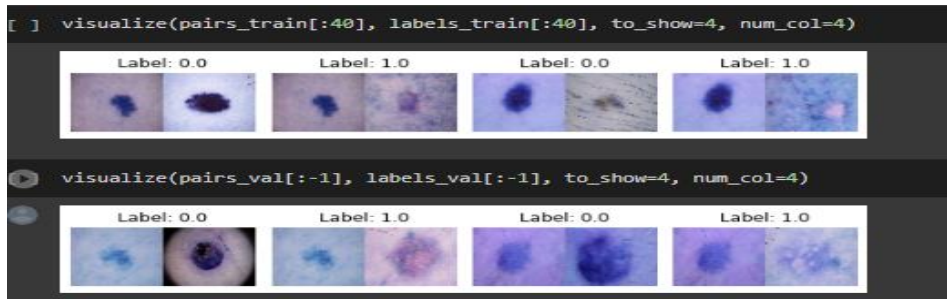 [ ] visualize(pairs_train[:40], labels_train[:40], to_show=4, num_col=4)
Label: 0.0 Label: 1.0 Label: 0.0 Label: 1.0
visualize(pairs_val[:-1], labels_val[:-1], to_show=4, num_col=4)
Label: 0.0 Label: 1.0 Label: 0.0 Label: 1.0